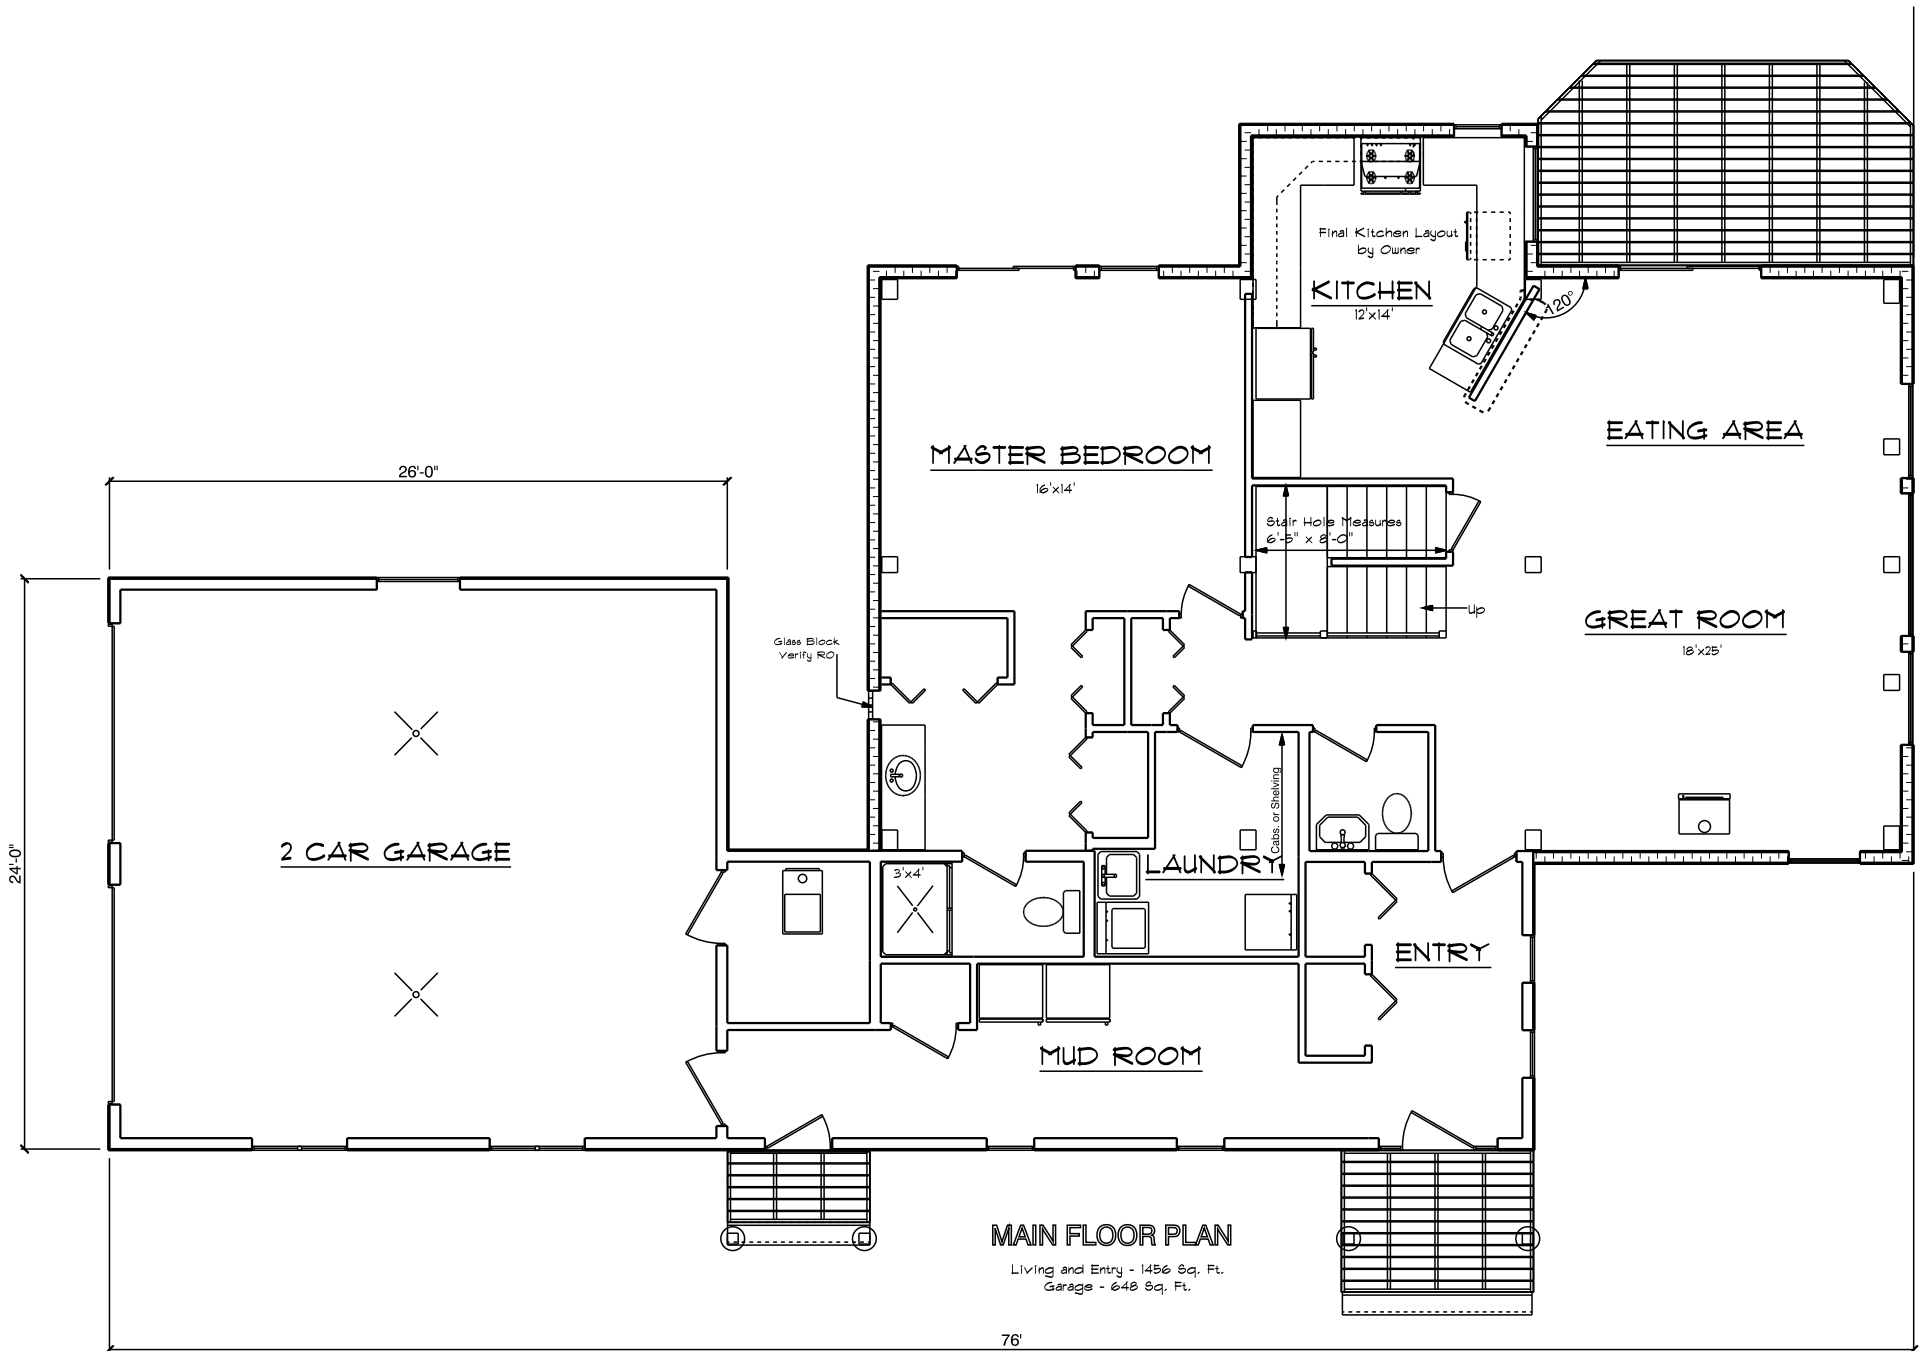 Final Kitchen Layout
by Owner
KITCHEN
12'x14'
120°
EATING AREA
MASTER BEDROOM
16'x14'
26'-0"
Stair Hole Measures
6'-5" x 8'-0"
Up
GREAT ROOM
18'x25'
Glass Block
Verify RO
Cabs. or Shelving
2 CAR GARAGE
24'-0"
LAUNDRY
3'x4'
ENTRY
MUD ROOM
MAIN FLOOR PLAN
Living and Entry - 1456 Sq. Ft.
Garage - 648 Sq. Ft.
76'